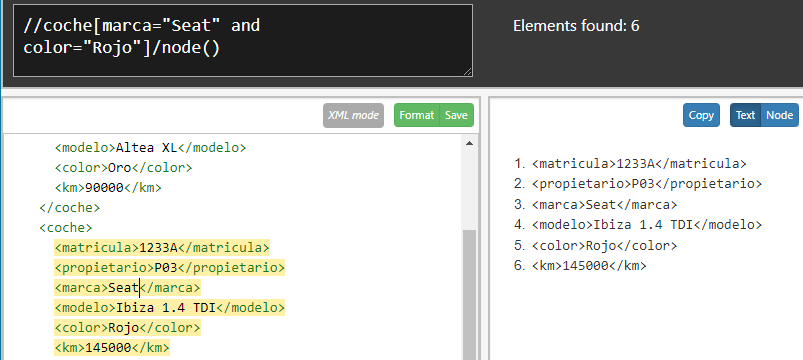 //coche[marca="Seat" and
color="Rojo"]/node()
Elements found: 6
XML mode
Format
Save
Copy
Text
Node
<modelo>Altea XL</modelo>
<color>Oro</color>
<km>90000</km>
</coche>
<coche>
<matricula>1233A</matricula>
<propietario>P03</propietario>
<marca>Seat</marca>
<modelo>Ibiza 1.4 TDI</modelo>
<color>Rojo</color>
<km>145000</km>
1. <matricula>1233A</matricula>
2. <propietario>P03</propietario>
3. <marca>Seat</marca>
4. <modelo>Ibiza 1.4 TDI</modelo>
5. <color>Rojo</color>
6. <km>145000</km>